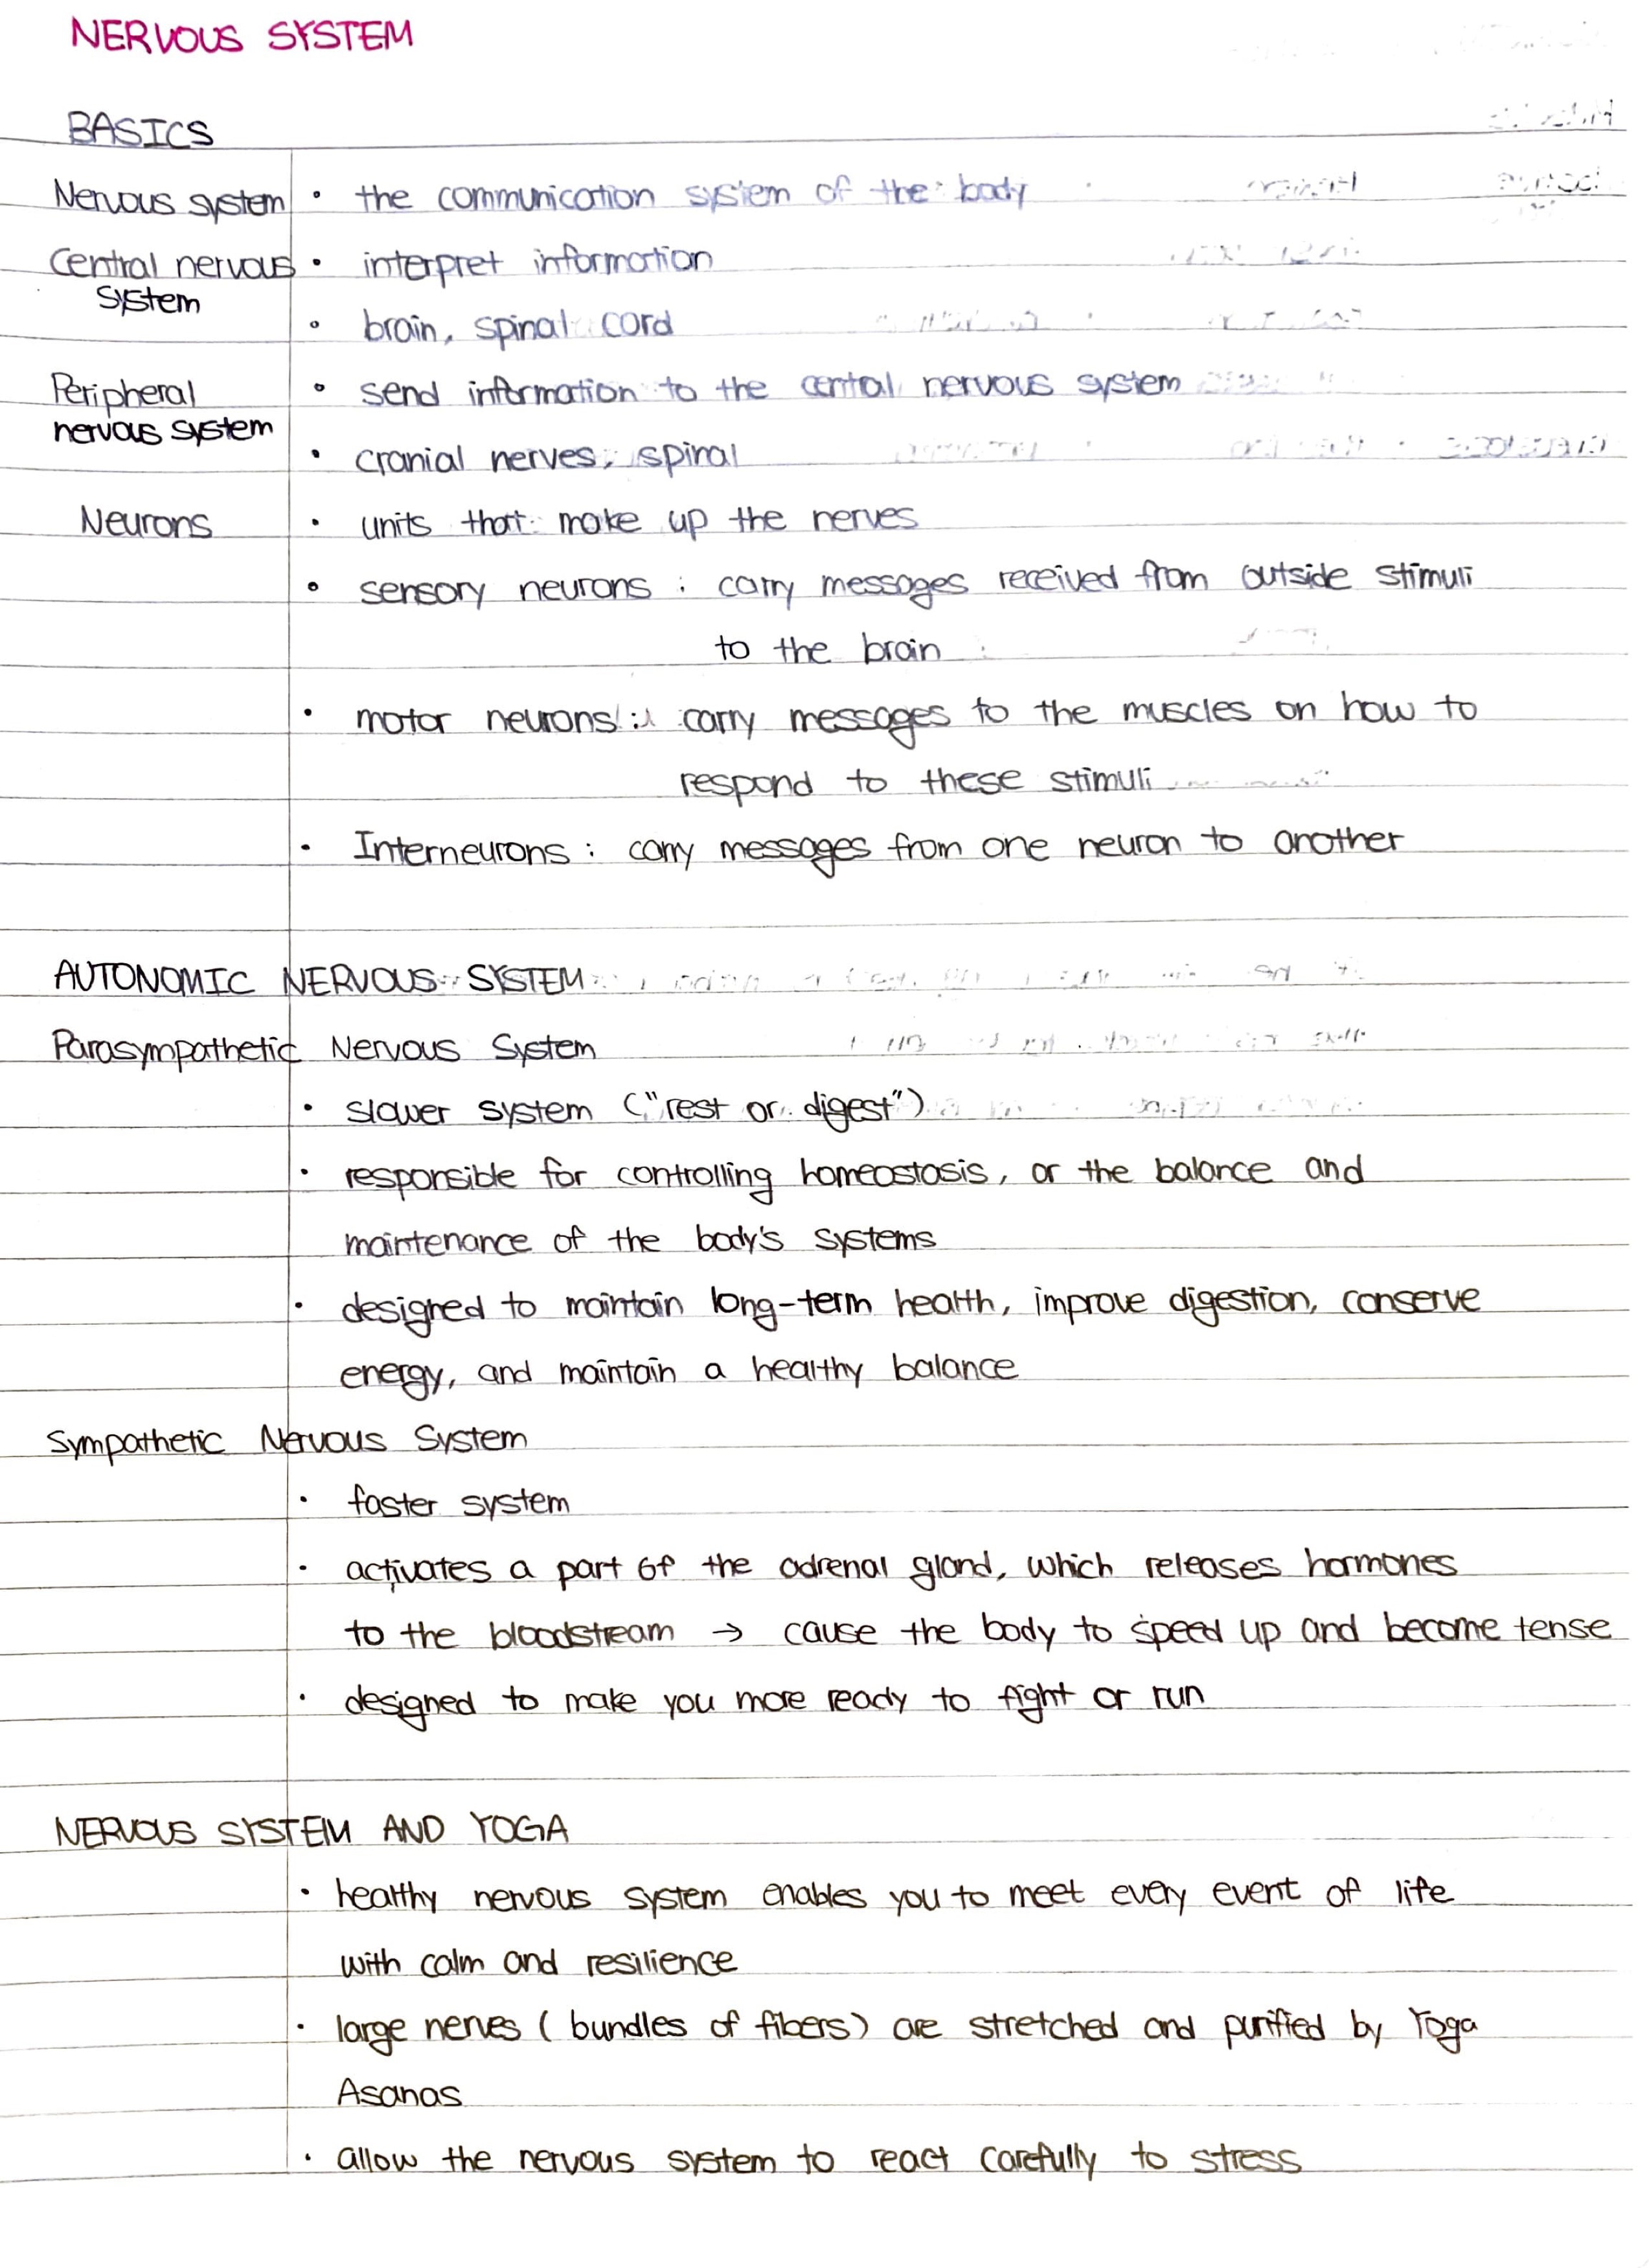 NERVOUS SYSTEM
BASICS
Nervous system • the communication system of the body
Central nervous • interpret information
system
• brain, spinal cord
Peripheral • send information to the central nervous system
nervous system
• cranial nerves, spinal
Neurons • units that make up the nerves
• sensory neurons : carry messages received from outside stimuli
to the brain
• motor neurons : carry messages to the muscles on how to
respond to these stimuli
• Interneurons : carry messages from one neuron to another
AUTONOMIC NERVOUS SYSTEM
Parasympathetic Nervous System
• slower system ("rest or digest")
• responsible for controlling homeostasis, or the balance and
maintenance of the body's systems
• designed to maintain long-term health, improve digestion, conserve
energy, and maintain a healthy balance
Sympathetic Nervous System
• faster system
• activates a part of the adrenal gland, which releases hormones
to the bloodstream → cause the body to speed up and become tense
• designed to make you more ready to fight or run
NERVOUS SYSTEM AND YOGA
• healthy nervous system enables you to meet every event of life
with calm and resilience
• large nerves (bundles of fibers) are stretched and purified by Yoga
Asanas
• allow the nervous system to react carefully to stress